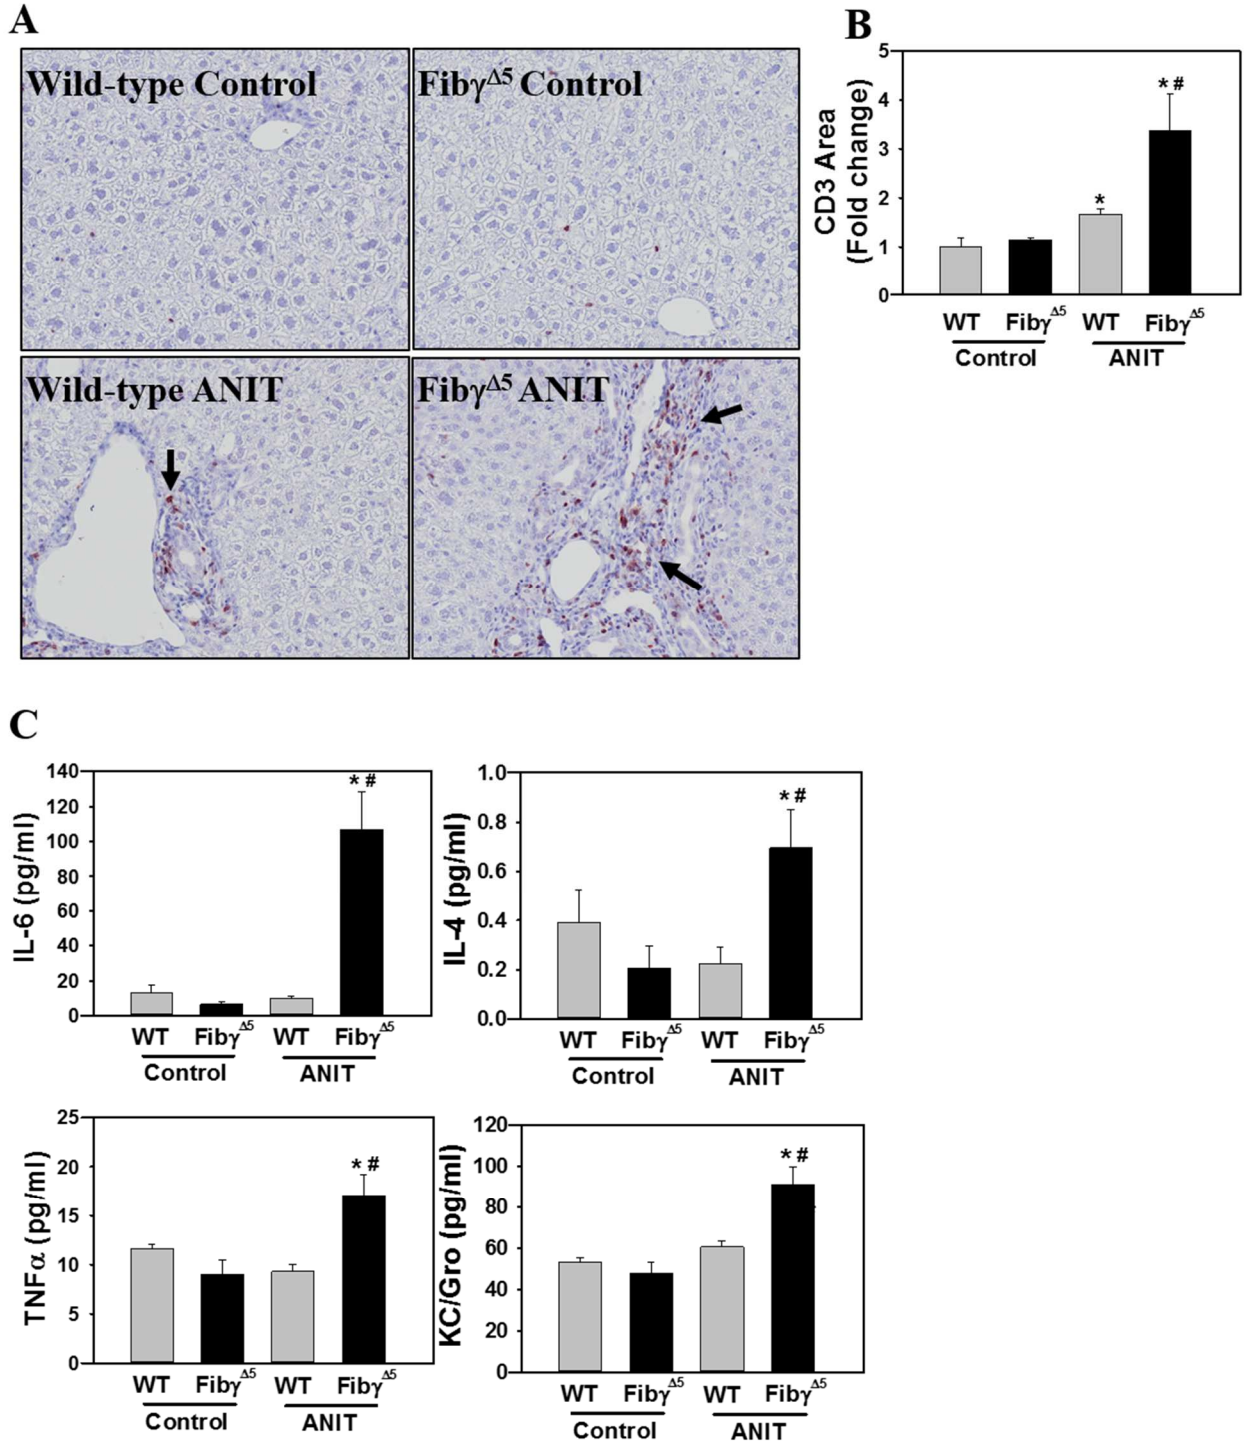 A
Wild-type Control
Fibγ^Δ5 Control
Wild-type ANIT
Fibγ^Δ5 ANIT
B
CD3 Area
(Fold change)
5
4
3
2
1
0
*
* #
WT Fibγ^Δ5 WT Fibγ^Δ5
Control ANIT
C
IL-6 (pg/ml)
140
120
100
80
60
40
20
0
* #
WT Fibγ^Δ5 WT Fibγ^Δ5
Control ANIT
IL-4 (pg/ml)
1.0
0.8
0.6
0.4
0.2
0.0
* #
WT Fibγ^Δ5 WT Fibγ^Δ5
Control ANIT
TNFα (pg/ml)
25
20
15
10
5
0
* #
WT Fibγ^Δ5 WT Fibγ^Δ5
Control ANIT
KC/Gro (pg/ml)
120
100
80
60
40
20
0
* #
WT Fibγ^Δ5 WT Fibγ^Δ5
Control ANIT